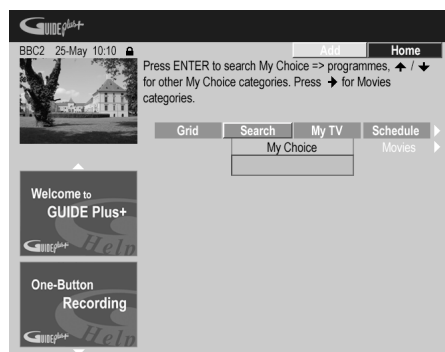 GUIDE plus+
BBC2 25-May 10:10
Add Home
Press ENTER to search My Choice => programmes, ↑ / ↓
for other My Choice categories. Press → for Movies
categories.
Grid Search My TV Schedule
My Choice Movies
Welcome to
GUIDE Plus+
GUIDE plus+ Help
One-Button
Recording
GUIDE plus+ Help